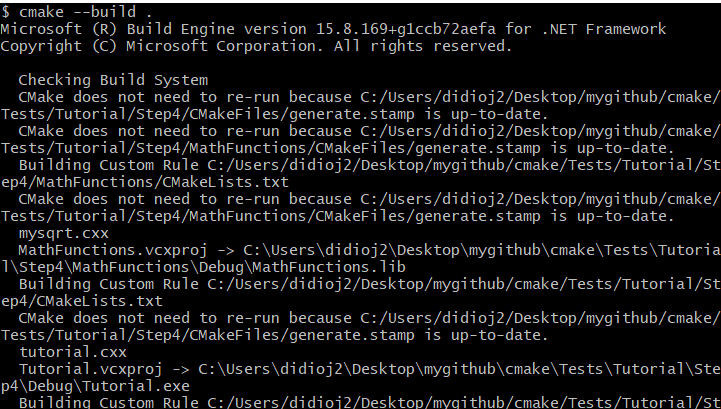 $ cmake --build .
Microsoft (R) Build Engine version 15.8.169+g1ccb72aefa for .NET Framework
Copyright (C) Microsoft Corporation. All rights reserved.
Checking Build System
CMake does not need to re-run because C:/Users/didioj2/Desktop/mygithub/cmake/
Tests/Tutorial/Step4/CMakeFiles/generate.stamp is up-to-date.
CMake does not need to re-run because C:/Users/didioj2/Desktop/mygithub/cmake/
Tests/Tutorial/Step4/MathFunctions/CMakeFiles/generate.stamp is up-to-date.
Building Custom Rule C:/Users/didioj2/Desktop/mygithub/cmake/Tests/Tutorial/St
ep4/MathFunctions/CMakeLists.txt
CMake does not need to re-run because C:/Users/didioj2/Desktop/mygithub/cmake/
Tests/Tutorial/Step4/MathFunctions/CMakeFiles/generate.stamp is up-to-date.
mysqrt.cxx
MathFunctions.vcxproj -> C:\Users\didioj2\Desktop\mygithub\cmake\Tests\Tutoria
l\Step4\MathFunctions\Debug\MathFunctions.lib
Building Custom Rule C:/Users/didioj2/Desktop/mygithub/cmake/Tests/Tutorial/St
ep4/CMakeLists.txt
CMake does not need to re-run because C:/Users/didioj2/Desktop/mygithub/cmake/
Tests/Tutorial/Step4/CMakeFiles/generate.stamp is up-to-date.
tutorial.cxx
Tutorial.vcxproj -> C:\Users\didioj2\Desktop\mygithub\cmake\Tests\Tutorial\Ste
p4\Debug\Tutorial.exe
Building Custom Rule C:/Users/didioj2/Desktop/mygithub/cmake/Tests/Tutorial/St